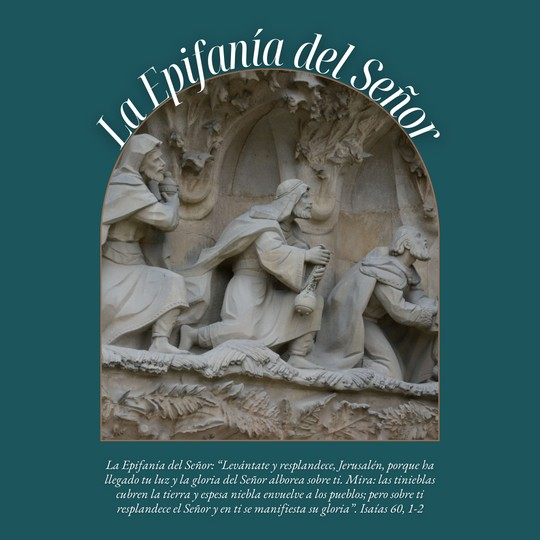 La Epifanía del Señor
La Epifanía del Señor: “Levántate y resplandece, Jerusalén, porque ha
llegado tu luz y la gloria del Señor alborea sobre ti. Mira: las tinieblas
cubren la tierra y espesa niebla envuelve a los pueblos; pero sobre ti
resplandece el Señor y en ti se manifiesta su gloria”. Isaías 60, 1-2